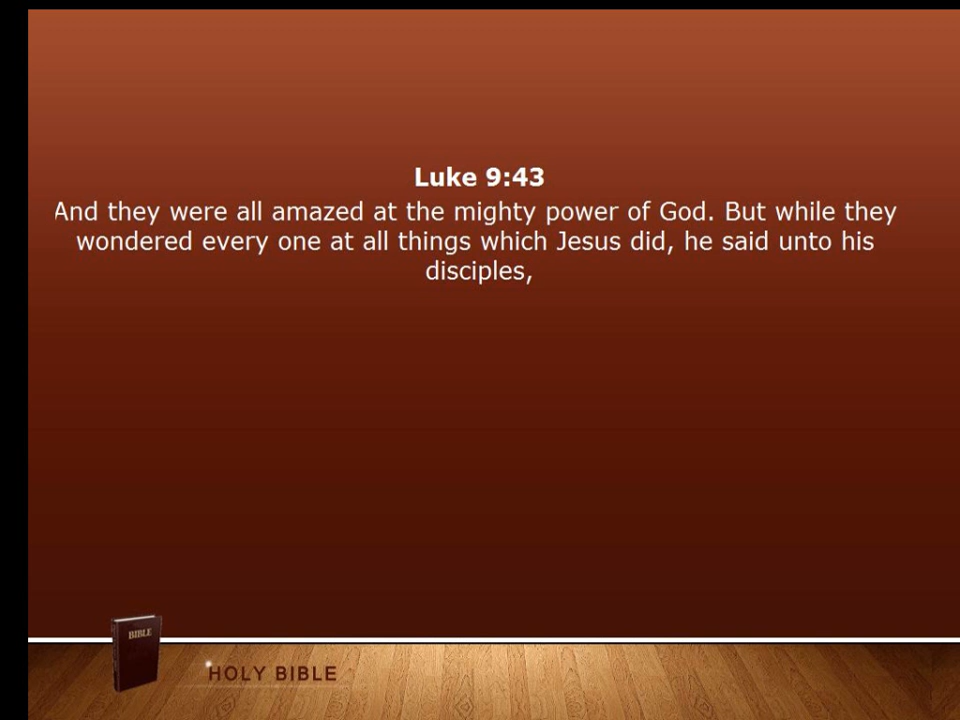 Luke 9:43
And they were all amazed at the mighty power of God. But while they
wondered every one at all things which Jesus did, he said unto his
disciples,
BIBLE
HOLY BIBLE